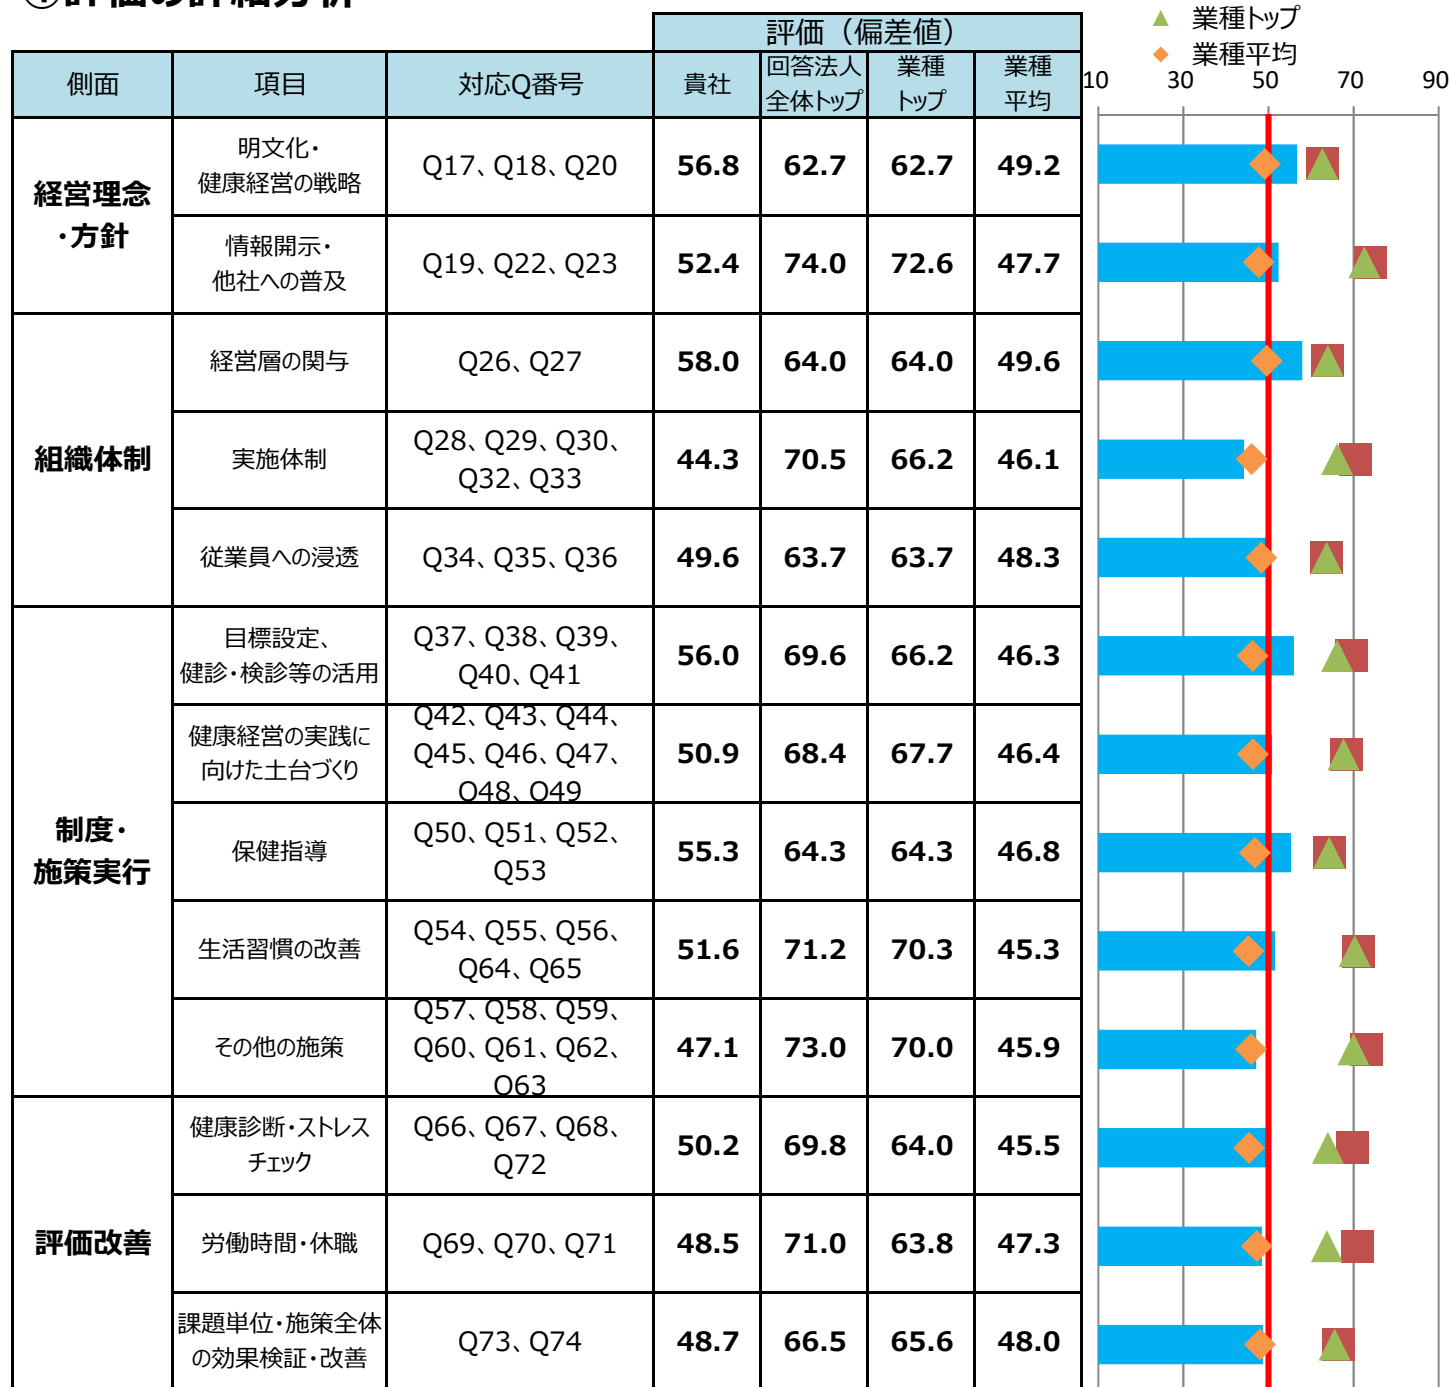 ①評価の詳細分析
業種トップ
業種平均
評価（偏差値）
側面 項目 対応Q番号 貴社 回答法人全体トップ 業種トップ 業種平均
10 30 50 70 90
経営理念・方針
明文化・健康経営の戦略 Q17、Q18、Q20 56.8 62.7 62.7 49.2
情報開示・他社への普及 Q19、Q22、Q23 52.4 74.0 72.6 47.7
組織体制
経営層の関与 Q26、Q27 58.0 64.0 64.0 49.6
実施体制 Q28、Q29、Q30、Q32、Q33 44.3 70.5 66.2 46.1
従業員への浸透 Q34、Q35、Q36 49.6 63.7 63.7 48.3
制度・施策実行
目標設定、健診・検診等の活用 Q37、Q38、Q39、Q40、Q41 56.0 69.6 66.2 46.3
健康経営の実践に向けた土台づくり Q42、Q43、Q44、Q45、Q46、Q47、Q48、Q49 50.9 68.4 67.7 46.4
保健指導 Q50、Q51、Q52、Q53 55.3 64.3 64.3 46.8
生活習慣の改善 Q54、Q55、Q56、Q64、Q65 51.6 71.2 70.3 45.3
その他の施策 Q57、Q58、Q59、Q60、Q61、Q62、Q63 47.1 73.0 70.0 45.9
評価改善
健康診断・ストレスチェック Q66、Q67、Q68、Q72 50.2 69.8 64.0 45.5
労働時間・休職 Q69、Q70、Q71 48.5 71.0 63.8 47.3
課題単位・施策全体の効果検証・改善 Q73、Q74 48.7 66.5 65.6 48.0